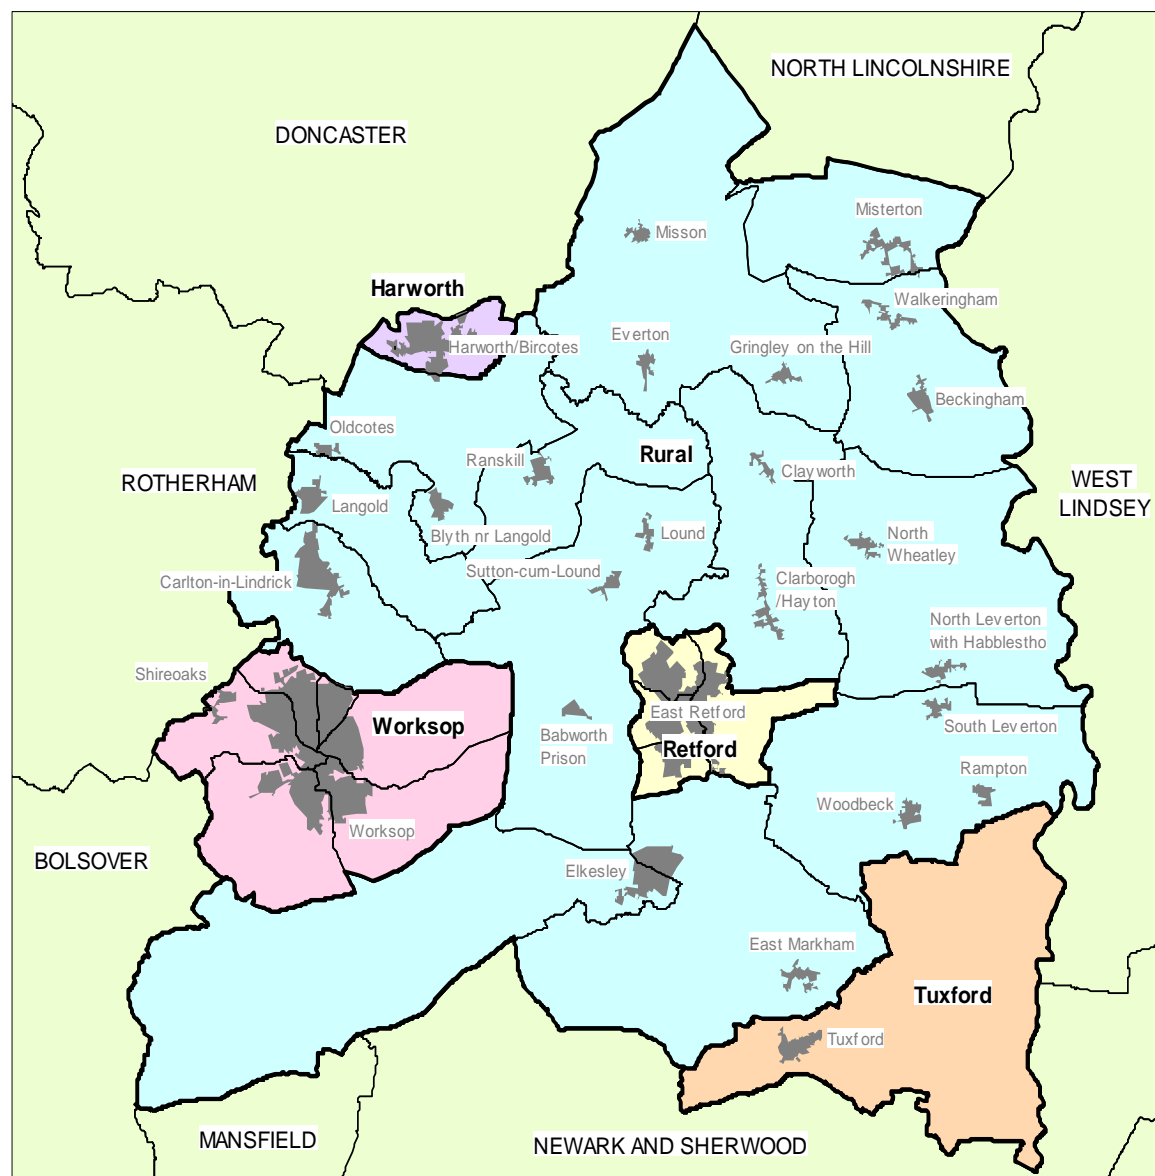 NORTH LINCOLNSHIRE
DONCASTER
Misterton
Misson
Harworth
Walkeringham
Everton
Harworth/Bircotes
Gringley on the Hill
Beckingham
Oldcotes
Rural
Ranskill
Clayworth
ROTHERHAM
WEST
LINDSEY
Langold
Blyth nr Langold
Lound
North
Wheatley
Carlton-in-Lindrick
Sutton-cum-Lound
Clarborogh
/Hayton
North Leverton
with Habblestho
Shireoaks
East Retford
Worksop
Babworth
Prison
Retford
South Leverton
Rampton
Woodbeck
Worksop
BOLSOVER
Elkesley
East Markham
Tuxford
Tuxford
MANSFIELD
NEWARK AND SHERWOOD